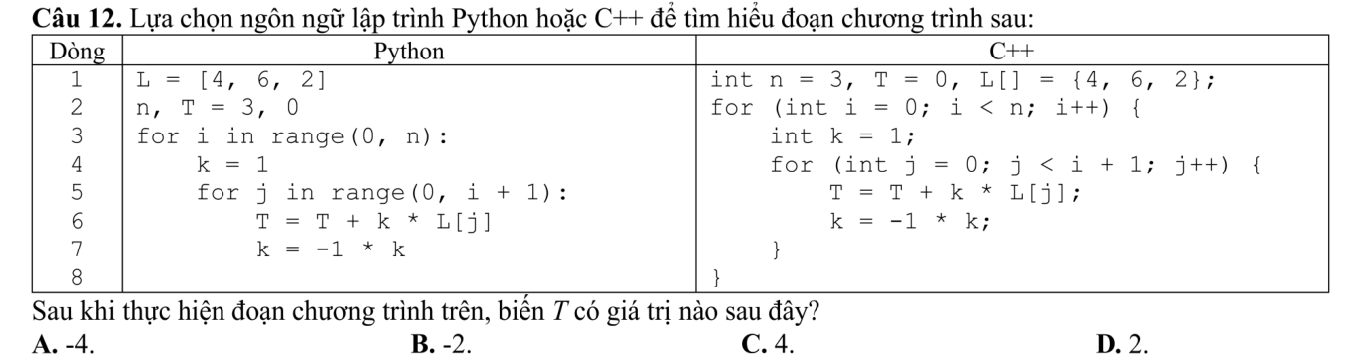 Câu 12. Lựa chọn ngôn ngữ lập trình Python hoặc C++ để tìm hiểu đoạn chương trình sau:
Dòng Python C++
1 L = [4, 6, 2] int n = 3, T = 0, L[] = {4, 6, 2};
2 n, T = 3, 0 for (int i = 0; i < n; i++) {
3 for i in range(0, n): int k = 1;
4 k = 1 for (int j = 0; j < i + 1; j++) {
5 for j in range(0, i + 1): T = T + k * L[j];
6 T = T + k * L[j] k = -1 * k;
7 k = -1 * k }
8 }
Sau khi thực hiện đoạn chương trình trên, biến T có giá trị nào sau đây?
A. -4. B. -2. C. 4. D. 2.